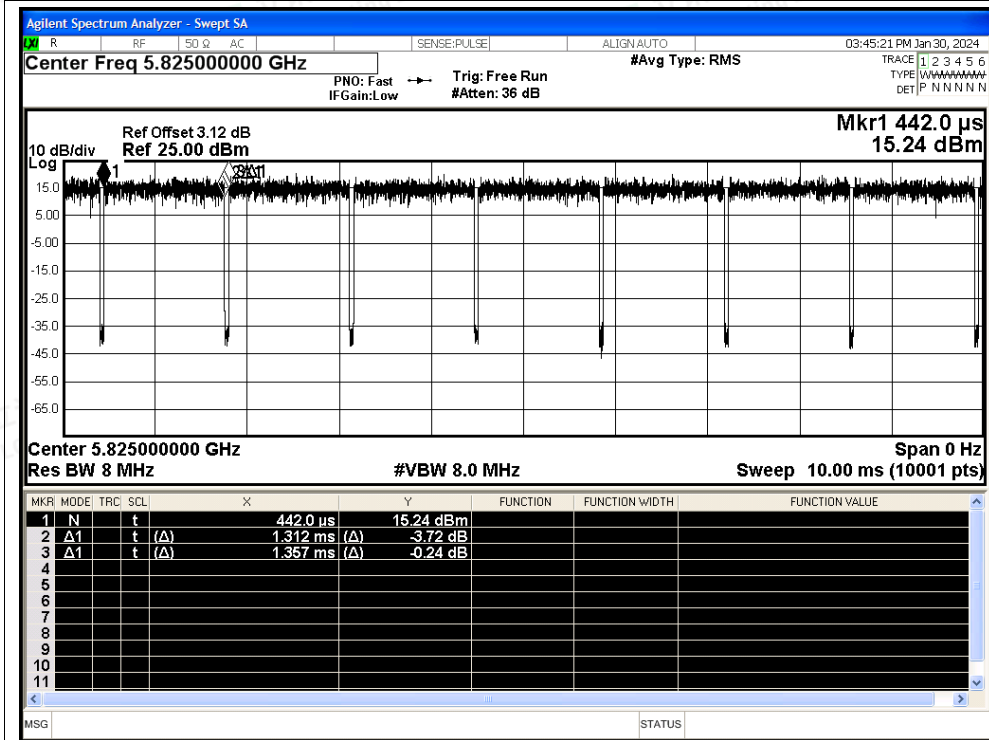 Agilent Spectrum Analyzer - Swept SA
LXI R RF 50 Ω AC SENSE:PULSE ALIGN AUTO 03:45:21 PM Jan 30, 2024
Center Freq 5.825000000 GHz #Avg Type: RMS TRACE 1 2 3 4 5 6
PNO: Fast Trig: Free Run TYPE WWWWWW
IFGain:Low #Atten: 36 dB DET P N N N N N
Mkr1 442.0 µs
Ref Offset 3.12 dB
10 dB/div Ref 25.00 dBm 15.24 dBm
Log
1
15.0
5.00
-5.00
-15.0
-25.0
-35.0
-45.0
-55.0
-65.0
Center 5.825000000 GHz Span 0 Hz
Res BW 8 MHz #VBW 8.0 MHz Sweep 10.00 ms (10001 pts)
MKR MODE TRC SCL X Y FUNCTION FUNCTION WIDTH FUNCTION VALUE
1 N t 442.0 µs 15.24 dBm
2 Δ1 t (Δ) 1.312 ms (Δ) -3.72 dB
3 Δ1 t (Δ) 1.357 ms (Δ) -0.24 dB
4
5
6
7
8
9
10
11
MSG STATUS